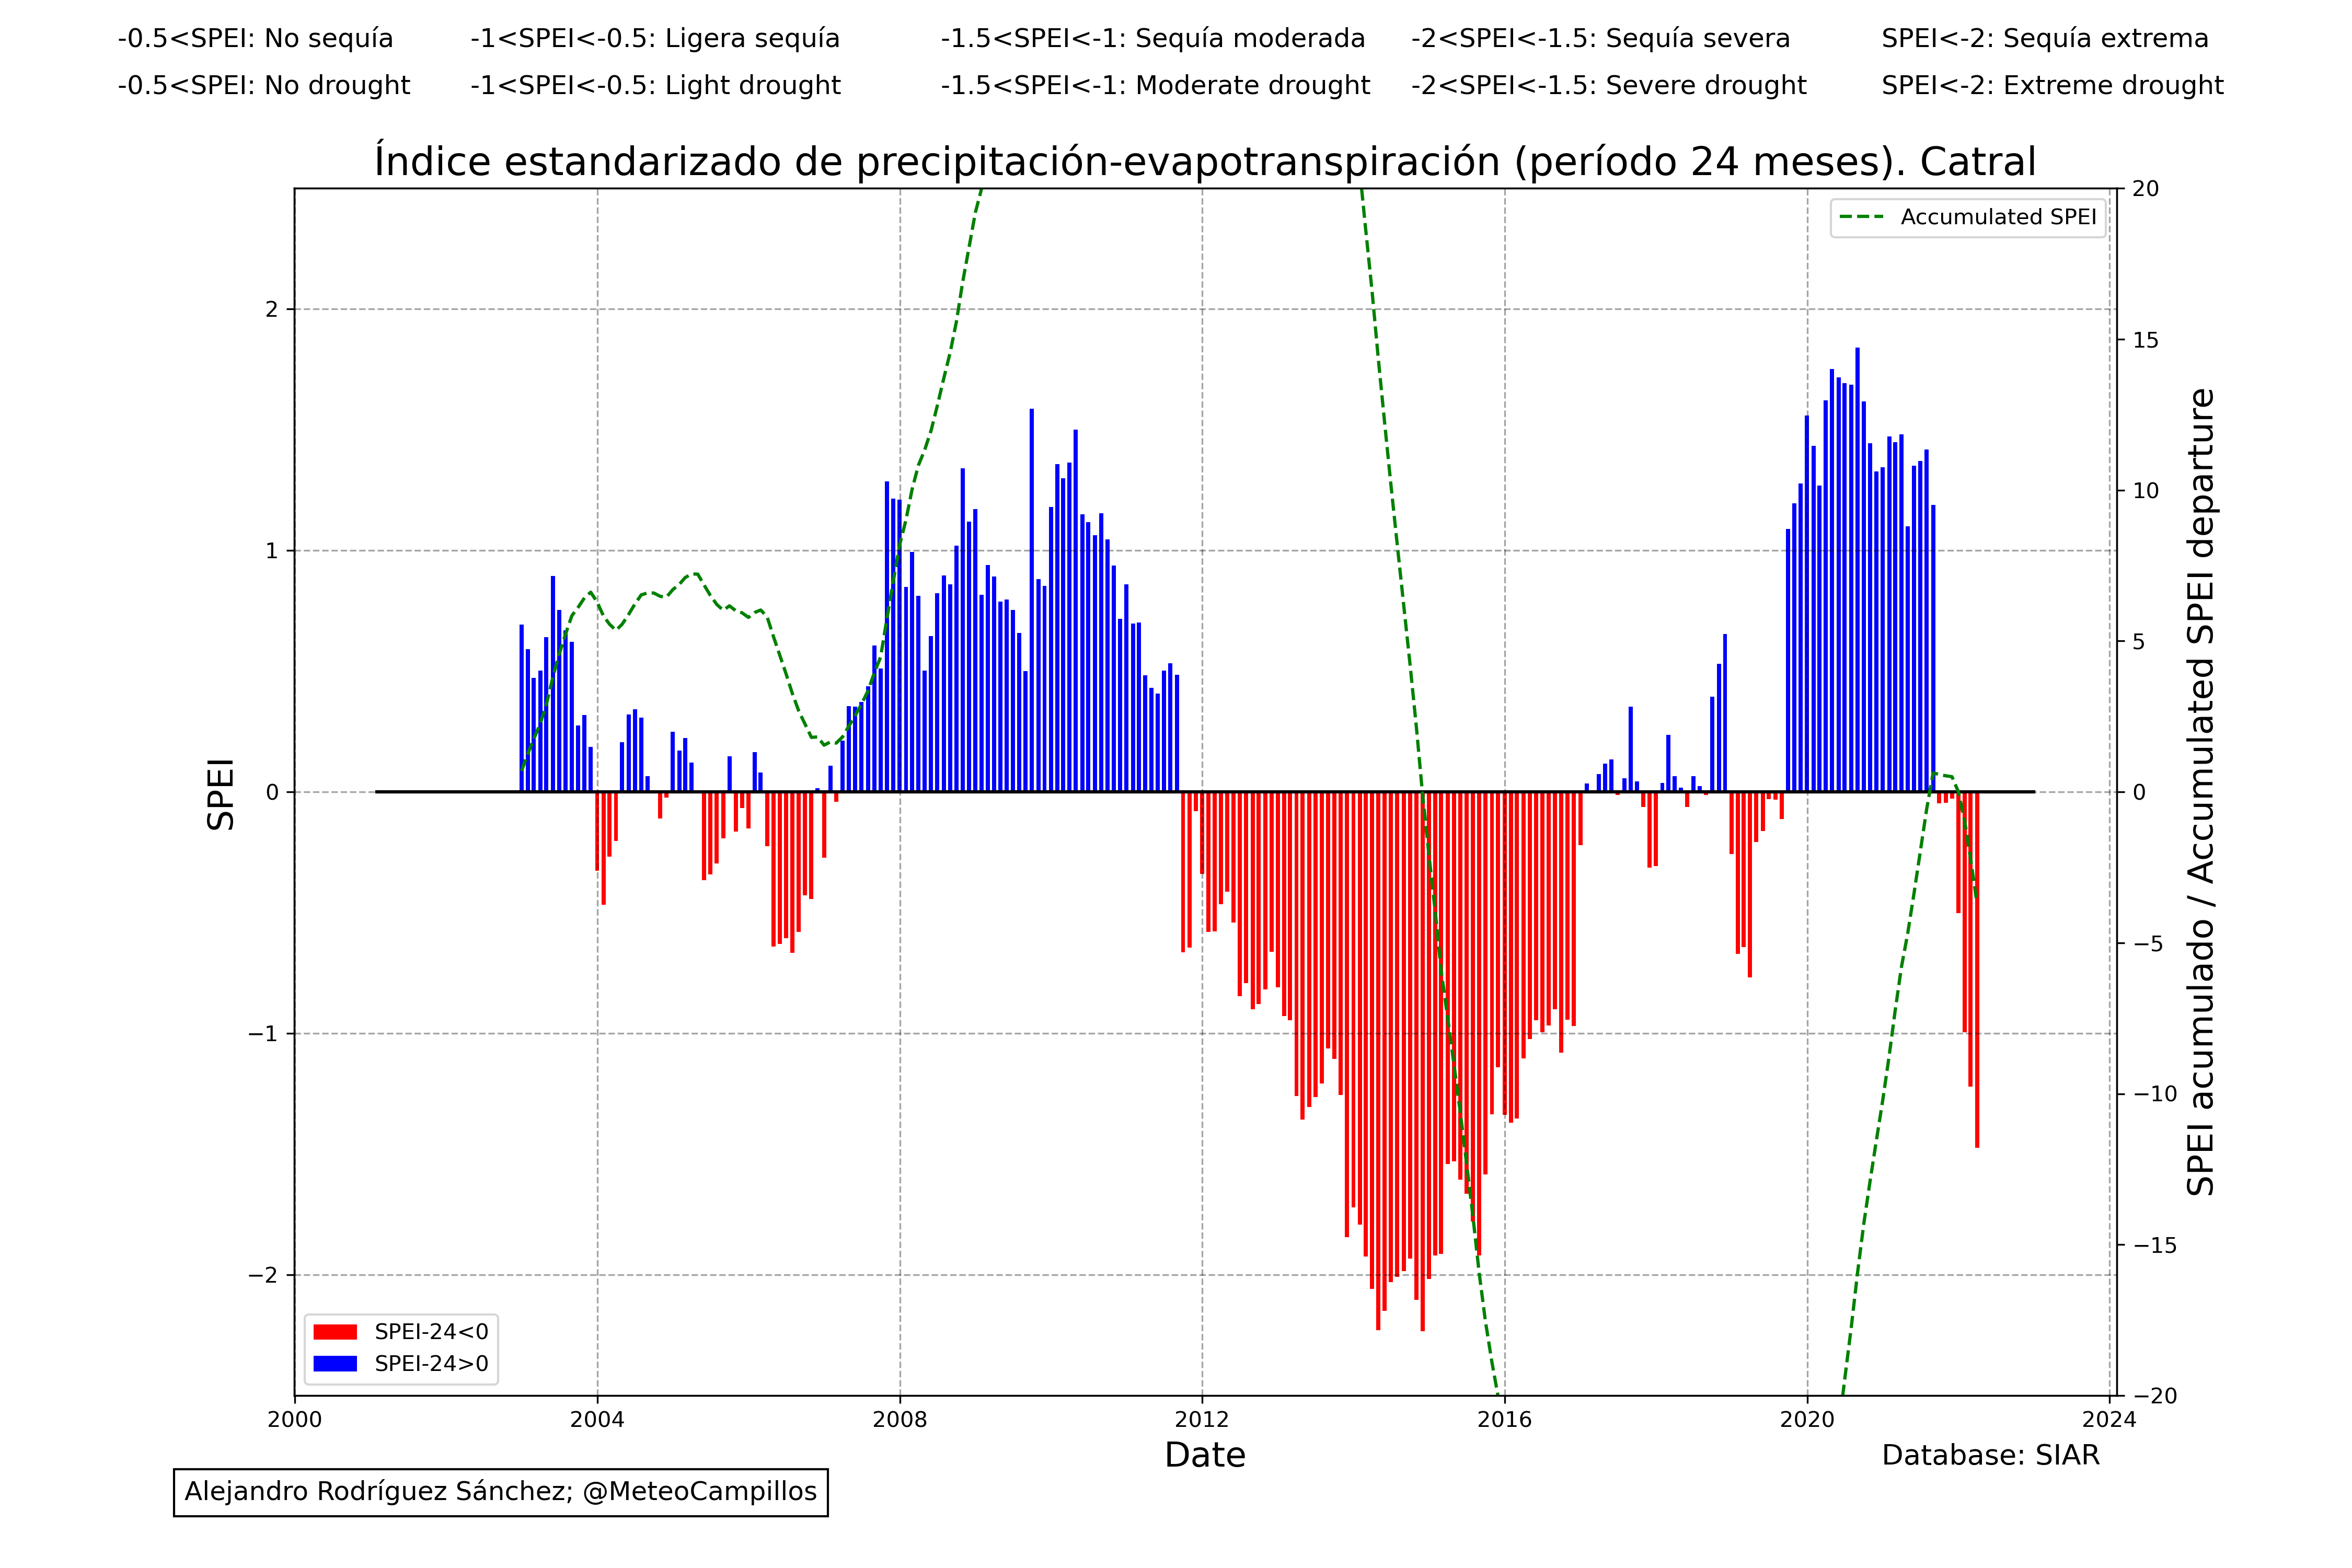 -0.5<SPEI: No sequía -1<SPEI<-0.5: Ligera sequía -1.5<SPEI<-1: Sequía moderada -2<SPEI<-1.5: Sequía severa SPEI<-2: Sequía extrema
-0.5<SPEI: No drought -1<SPEI<-0.5: Light drought -1.5<SPEI<-1: Moderate drought -2<SPEI<-1.5: Severe drought SPEI<-2: Extreme drought
Índice estandarizado de precipitación-evapotranspiración (período 24 meses). Catral
Accumulated SPEI
SPEI
2
1
0
−1
−2
20
15
10
5
0
−5
−10
−15
−20
SPEI acumulado / Accumulated SPEI departure
SPEI-24<0
SPEI-24>0
2000 2004 2008 2012 2016 2020 2024
Date
Database: SIAR
Alejandro Rodríguez Sánchez; @MeteoCampillos